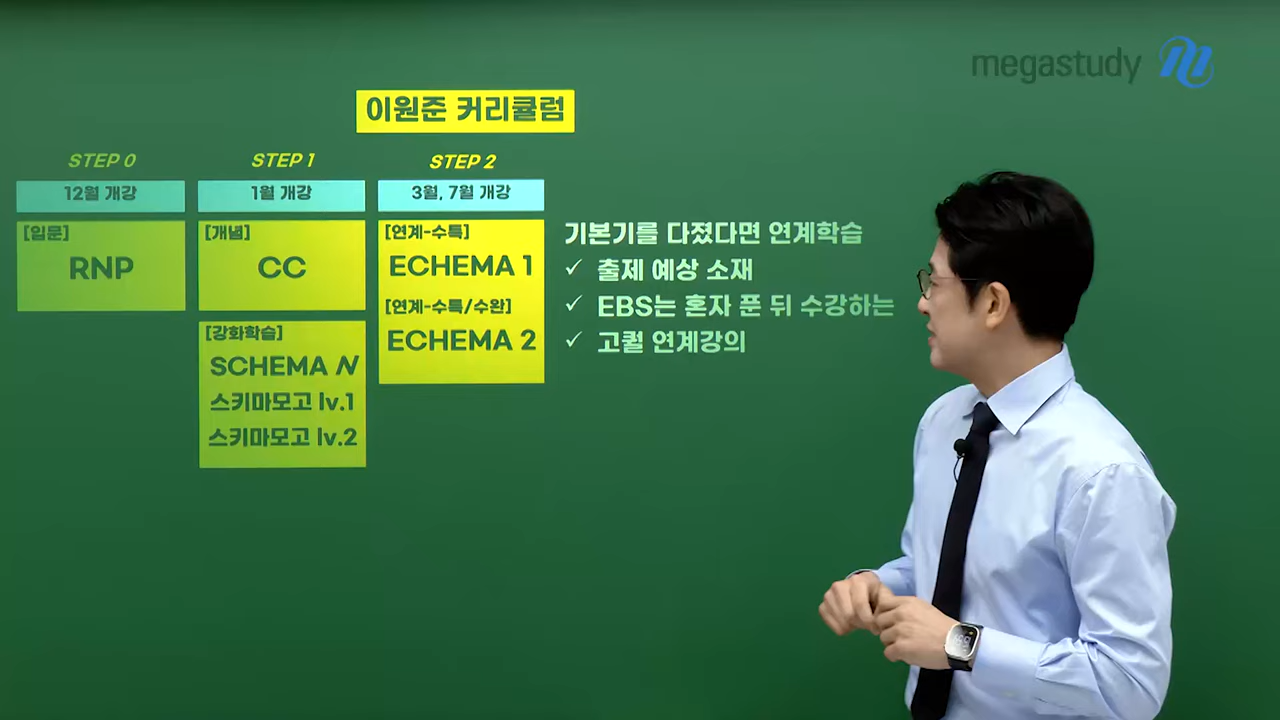 megastudy
이원준 커리큘럼
STEP 0
12월 개강
[입문]
RNP
STEP 1
1월 개강
[개념]
CC
[강화학습]
SCHEMA N
스키마모고 lv.1
스키마모고 lv.2
STEP 2
3월, 7월 개강
[연계-수특]
ECHEMA 1
[연계-수특/수완]
ECHEMA 2
기본기를 다졌다면 연계학습
✓ 출제 예상 소재
✓ EBS는 혼자 푼 뒤 수강하는
✓ 고퀄 연계강의